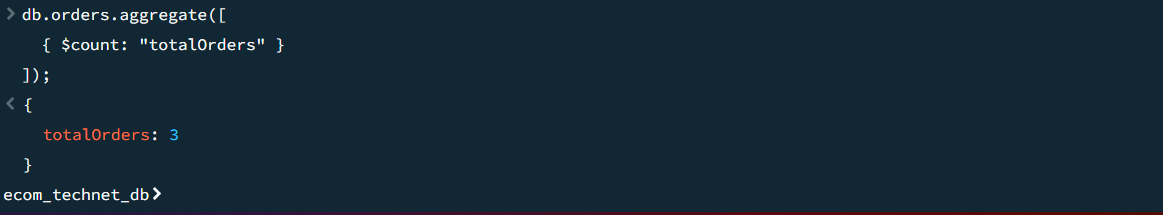 > db.orders.aggregate([
{ $count: "totalOrders" }
]);
< {
totalOrders: 3
}
ecom_technet_db>